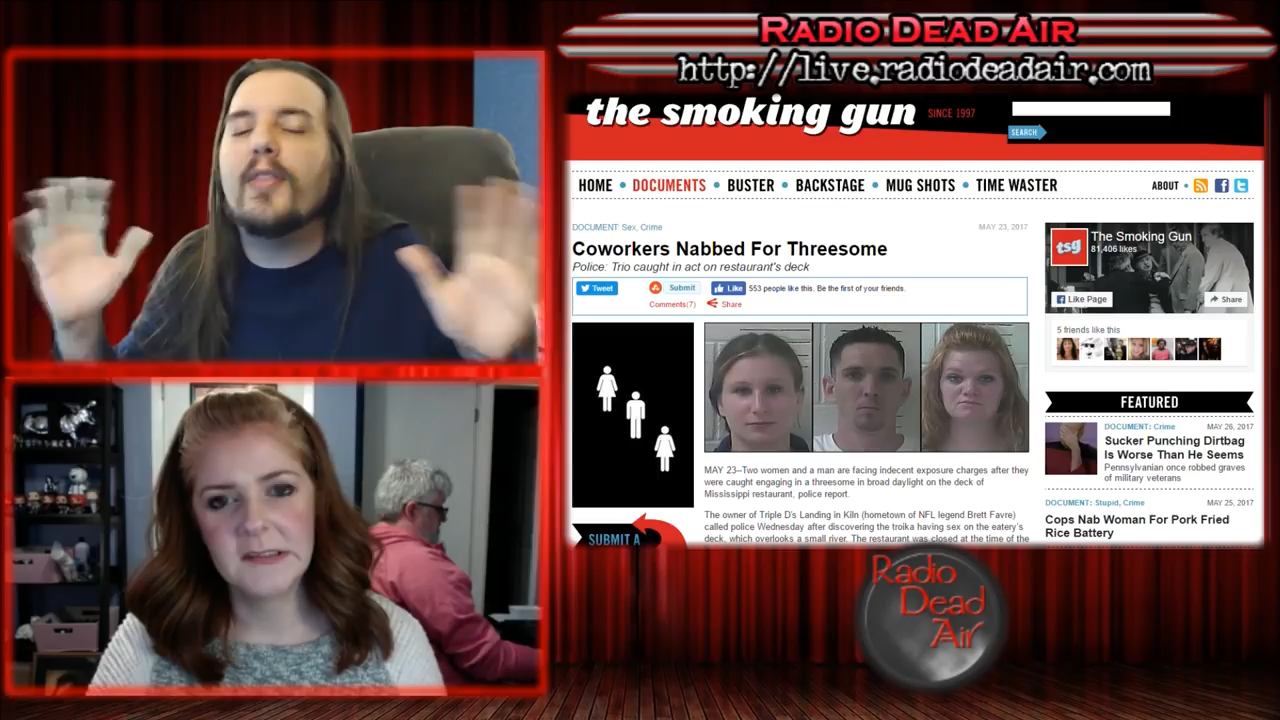 Radio Dead Air
http://live.radiodeadair.com
the smoking gun SINCE 1997
SEARCH
HOME • DOCUMENTS • BUSTER • BACKSTAGE • MUG SHOTS • TIME WASTER
ABOUT •
DOCUMENT: Sex, Crime
MAY 23, 2017
Coworkers Nabbed For Threesome
Police: Trio caught in act on restaurant's deck
Tweet
Submit
Like
553 people like this. Be the first of your friends.
Comments(7)
Share
MAY 23--Two women and a man are facing indecent exposure charges after they
were caught engaging in a threesome in broad daylight on the deck of
Mississippi restaurant, police report.
The owner of Triple D's Landing in Kiln (hometown of NFL legend Brett Favre)
called police Wednesday after discovering the troika having sex on the eatery's
deck, which overlooks a small river. The restaurant was closed at the time of the
SUBMIT A
tsg
The Smoking Gun
81,406 likes
Like Page
Share
5 friends like this
FEATURED
DOCUMENT: Crime
MAY 26, 2017
Sucker Punching Dirtbag
Is Worse Than He Seems
Pennsylvanian once robbed graves
of military veterans
DOCUMENT: Stupid, Crime
MAY 25, 2017
Cops Nab Woman For Pork Fried
Rice Battery
Radio
Dead
Air